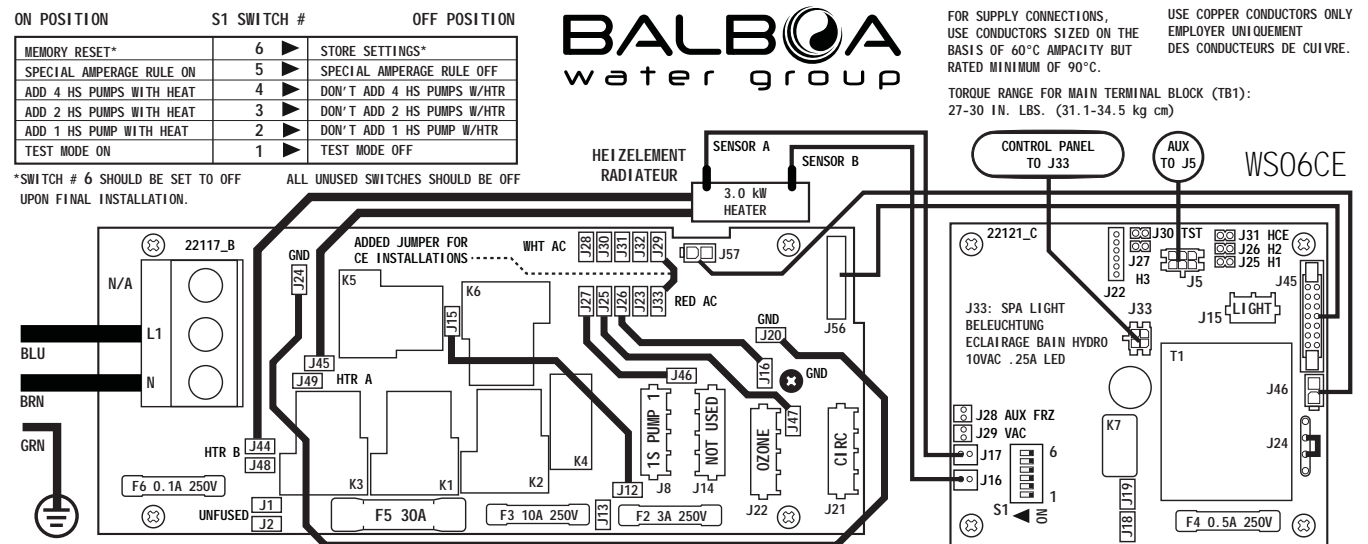 ON POSITION S1 SWITCH # OFF POSITION
MEMORY RESET* 6 ► STORE SETTINGS*
SPECIAL AMPERAGE RULE ON 5 ► SPECIAL AMPERAGE RULE OFF
ADD 4 HS PUMPS WITH HEAT 4 ► DON'T ADD 4 HS PUMPS W/HTR
ADD 2 HS PUMPS WITH HEAT 3 ► DON'T ADD 2 HS PUMPS W/HTR
ADD 1 HS PUMP WITH HEAT 2 ► DON'T ADD 1 HS PUMP W/HTR
TEST MODE ON 1 ► TEST MODE OFF
*SWITCH # 6 SHOULD BE SET TO OFF
UPON FINAL INSTALLATION.
ALL UNUSED SWITCHES SHOULD BE OFF
BALBOA
water group
FOR SUPPLY CONNECTIONS,
USE CONDUCTORS SIZED ON THE
BASIS OF 60°C AMPACITY BUT
RATED MINIMUM OF 90°C.
USE COPPER CONDUCTORS ONLY
EMPLOYER UNIQUEMENT
DES CONDUCTEURS DE CUIVRE.
TORQUE RANGE FOR MAIN TERMINAL BLOCK (TB1):
27-30 IN. LBS. (31.1-34.5 kg cm)
HEIZELEMENT
RADIATEUR
SENSOR A
SENSOR B
3.0 kW
HEATER
CONTROL PANEL
TO J33
AUX
TO J5
WS06CE
22117_B
N/A
L1
N
BLU
BRN
GRN
GND
J24
ADDED JUMPER FOR
CE INSTALLATIONS
WHT AC
J28
J30
J31
J32
J29
J57
K5
K6
J15
J27
J25
J26
J23
J33
RED AC
J56
GND
J20
J45
J49
HTR A
J46
J16
GND
J47
HTR B
J44
J48
K3
K1
K2
K4
1S PUMP 1
J8
NOT USED
J14
OZONE
J22
CIRC
J21
F6 0.1A 250V
UNFUSED
J1
J2
F5 30A
F3 10A 250V
J12
J13
F2 3A 250V
22121_C
J30 TST
J27
H3
J22
J5
J31 HCE
J26 H2
J25 H1
J45
J33: SPA LIGHT
BELEUCHTUNG
ECLAIRAGE BAIN HYDRO
10VAC .25A LED
J33
J15
LIGHT
T1
J46
J28 AUX FRZ
J29 VAC
J17
J16
K7
J24
6
1
S1
ON
J19
J18
F4 0.5A 250V